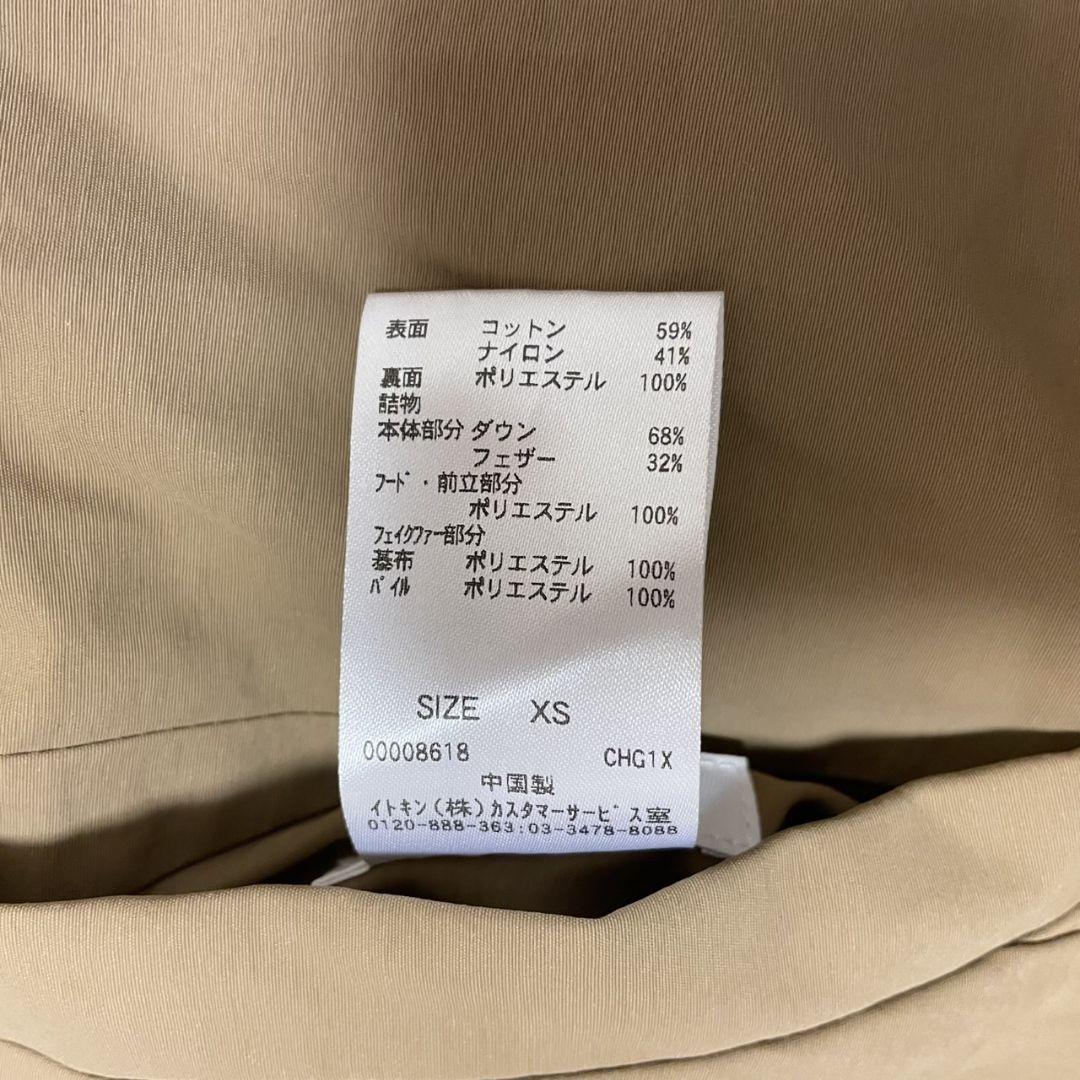 表面 コットン 59%
ナイロン 41%
裏面 ポリエステル 100%
詰物
本体部分 ダウン 68%
フェザー 32%
フード・前立部分
ポリエステル 100%
フェイクファー部分
基布 ポリエステル 100%
パイル ポリエステル 100%
SIZE XS
00008618 CHG1X
中国製
イトキン(株)カスタマーサービス室
0120-888-363:03-3478-8088